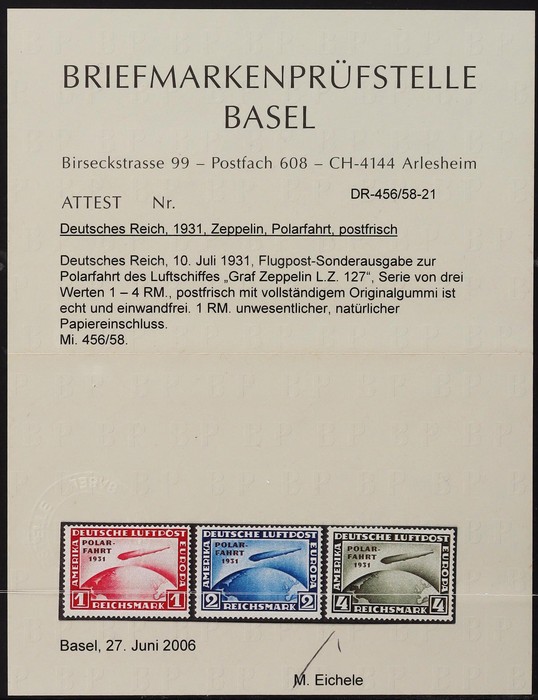 BRIEFMARKENPRÜFSTELLE
BASEL
Birseckstrasse 99 – Postfach 608 – CH-4144 Arlesheim
ATTEST Nr. DR-456/58-21
Deutsches Reich, 1931, Zeppelin, Polarfahrt, postfrisch
Deutsches Reich, 10. Juli 1931, Flugpost-Sonderausgabe zur
Polarfahrt des Luftschiffes „Graf Zeppelin L.Z. 127“, Serie von drei
Werten 1 – 4 RM., postfrisch mit vollständigem Originalgummi ist
echt und einwandfrei. 1 RM. unwesentlicher, natürlicher
Papiereinschluss.
Mi. 456/58.
DEUTSCHE LUFTPOST
AMERIKA
EUROPA
POLAR-
FAHRT
1931
1 REICHSMARK 1
DEUTSCHE LUFTPOST
AMERIKA
EUROPA
POLAR-
FAHRT
1931
2 REICHSMARK 2
DEUTSCHE LUFTPOST
AMERIKA
EUROPA
POLAR-
FAHRT
1931
4 REICHSMARK 4
Basel, 27. Juni 2006
M. Eichele